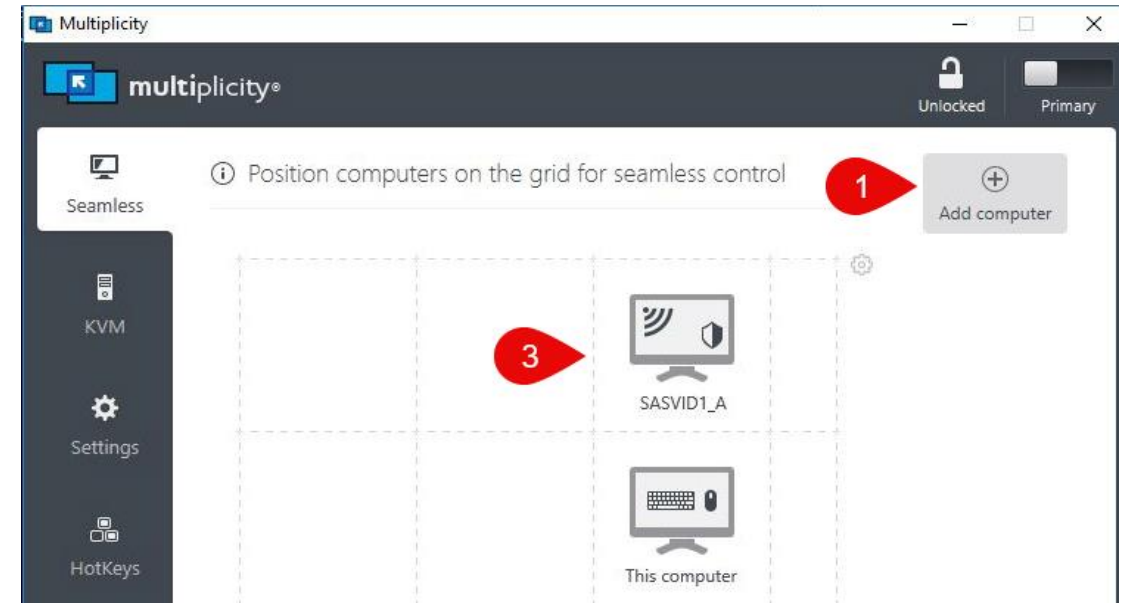 Multiplicity
multiplicity®
Unlocked
Primary
Seamless
Position computers on the grid for seamless control
1
Add computer
KVM
3
SASVID1_A
Settings
HotKeys
This computer